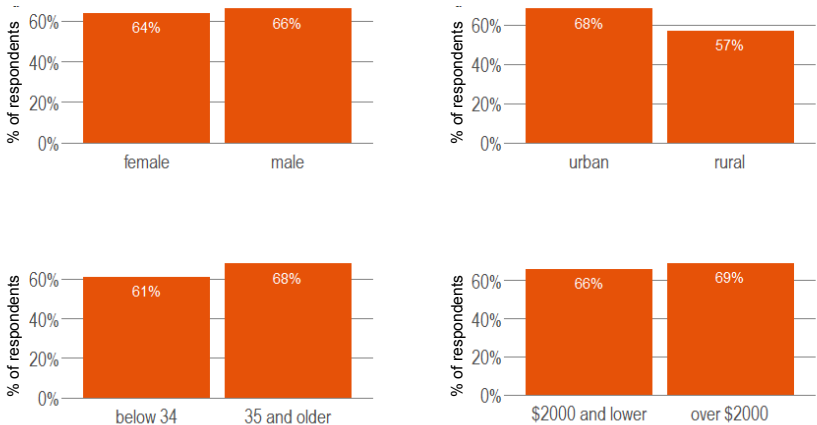 % of respondents
60%
40%
20%
0%
64%
66%
female
male
% of respondents
60%
40%
20%
0%
68%
57%
urban
rural
% of respondents
60%
40%
20%
0%
61%
68%
below 34
35 and older
% of respondents
60%
40%
20%
0%
66%
69%
$2000 and lower
over $2000